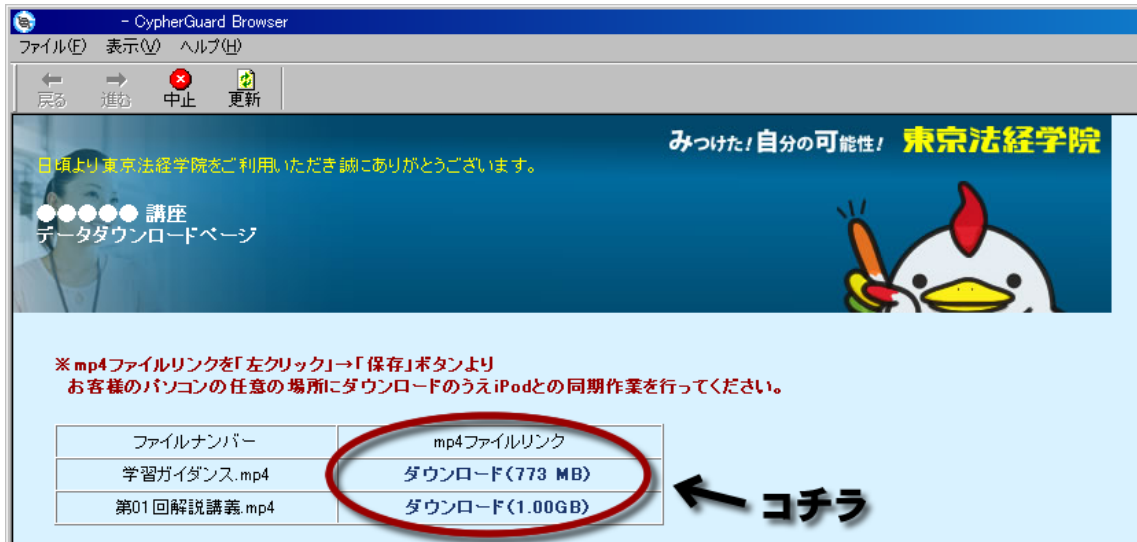 - CypherGuard Browser
ファイル(F) 表示(V) ヘルプ(H)
戻る 進む 中止 更新
みつけた!自分の可能性! 東京法経学院
日頃より東京法経学院をご利用いただき誠にありがとうございます。
●●●●● 講座
データダウンロードページ
※mp4ファイルリンクを「左クリック」→「保存」ボタンより
お客様のパソコンの任意の場所にダウンロードのうえiPodとの同期作業を行ってください。
ファイルナンバー mp4ファイルリンク
学習ガイダンス.mp4 ダウンロード(773 MB)
第01回解説講義.mp4 ダウンロード(1.00GB)
コチラ